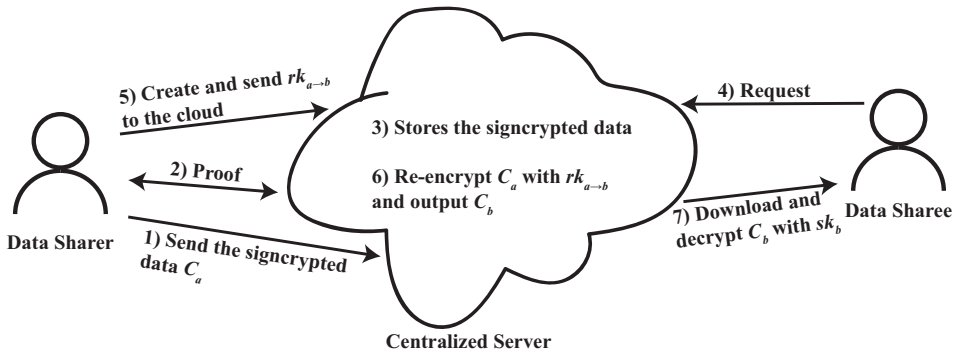 5) Create and send rk_{a→b}
to the cloud
4) Request
3) Stores the signcrypted data
2) Proof
6) Re-encrypt C_a with rk_{a→b}
and output C_b
7) Download and
decrypt C_b with sk_b
Data Sharer
Data Sharee
1) Send the signcrypted
data C_a
Centralized Server